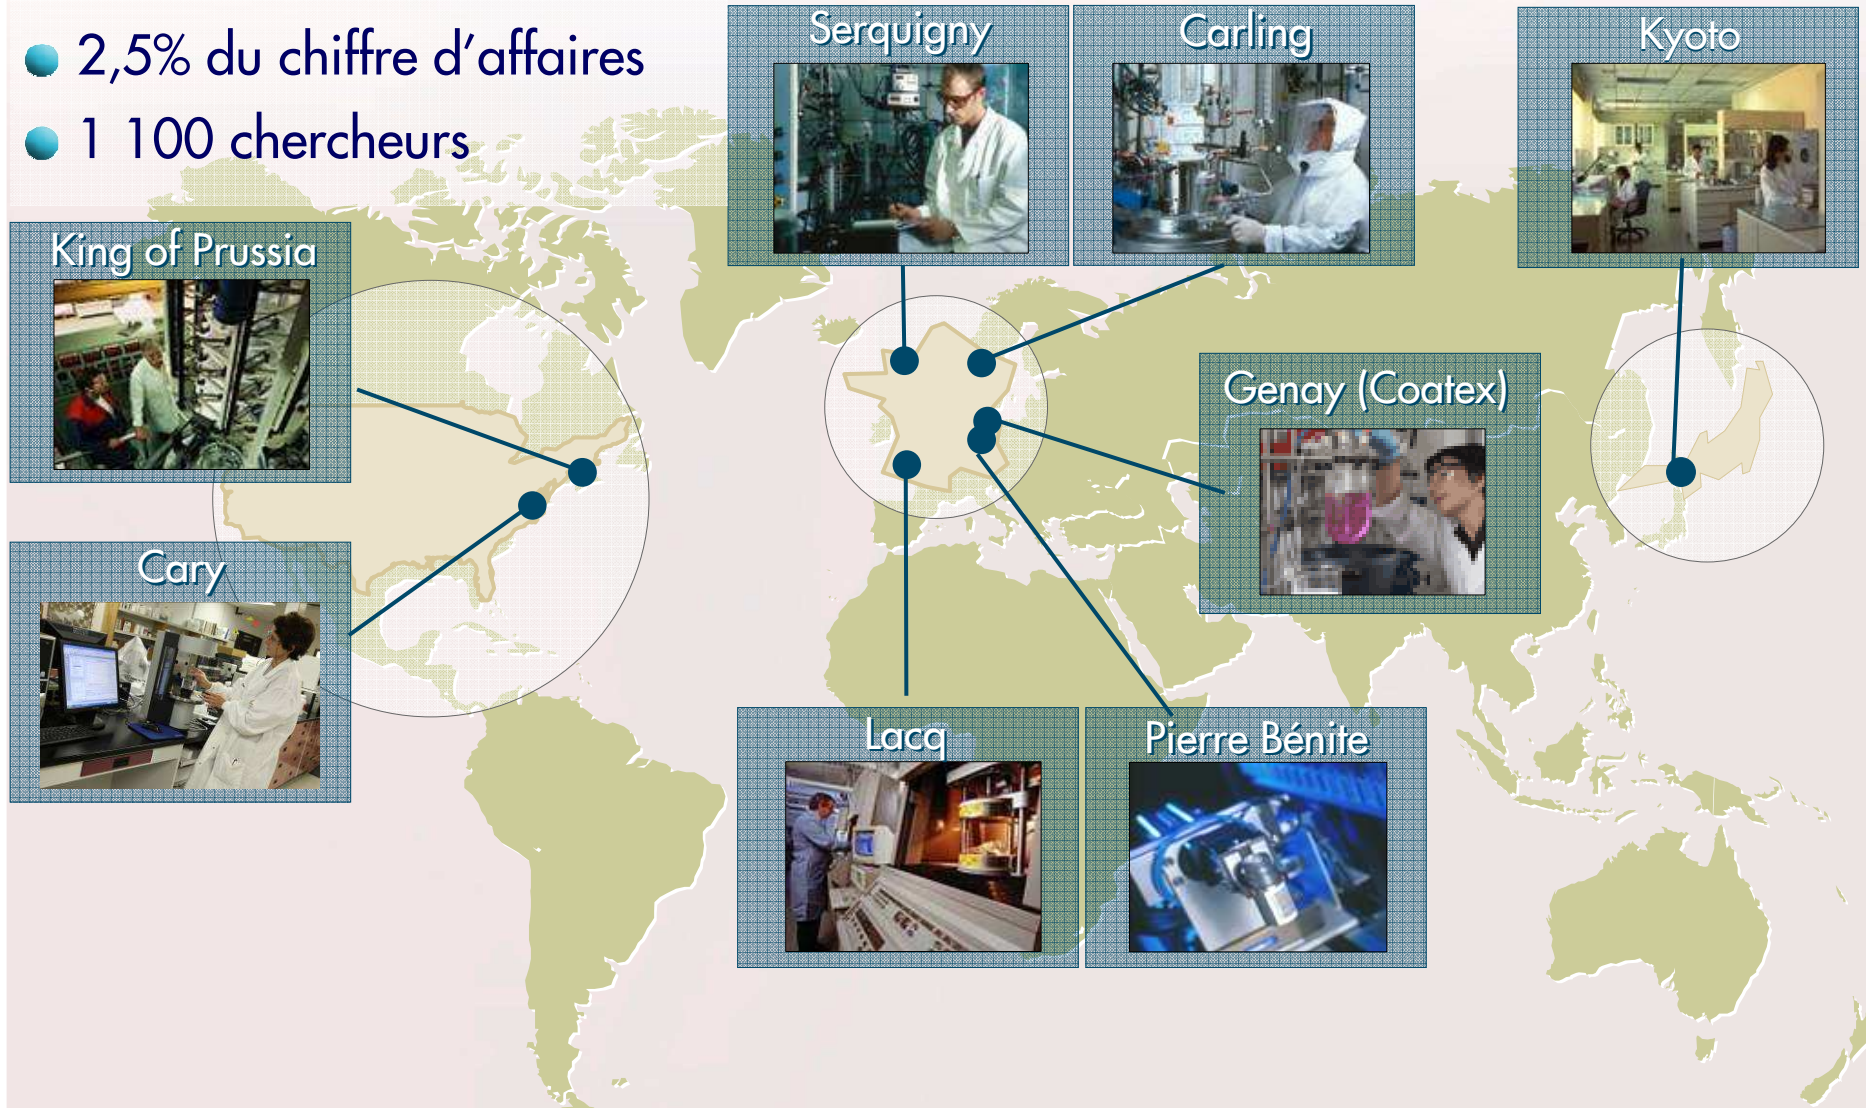 2,5% du chiffre d’affaires
1 100 chercheurs
Serquigny
Carling
Kyoto
King of Prussia
Genay (Coatex)
Cary
Lacq
Pierre Bénite